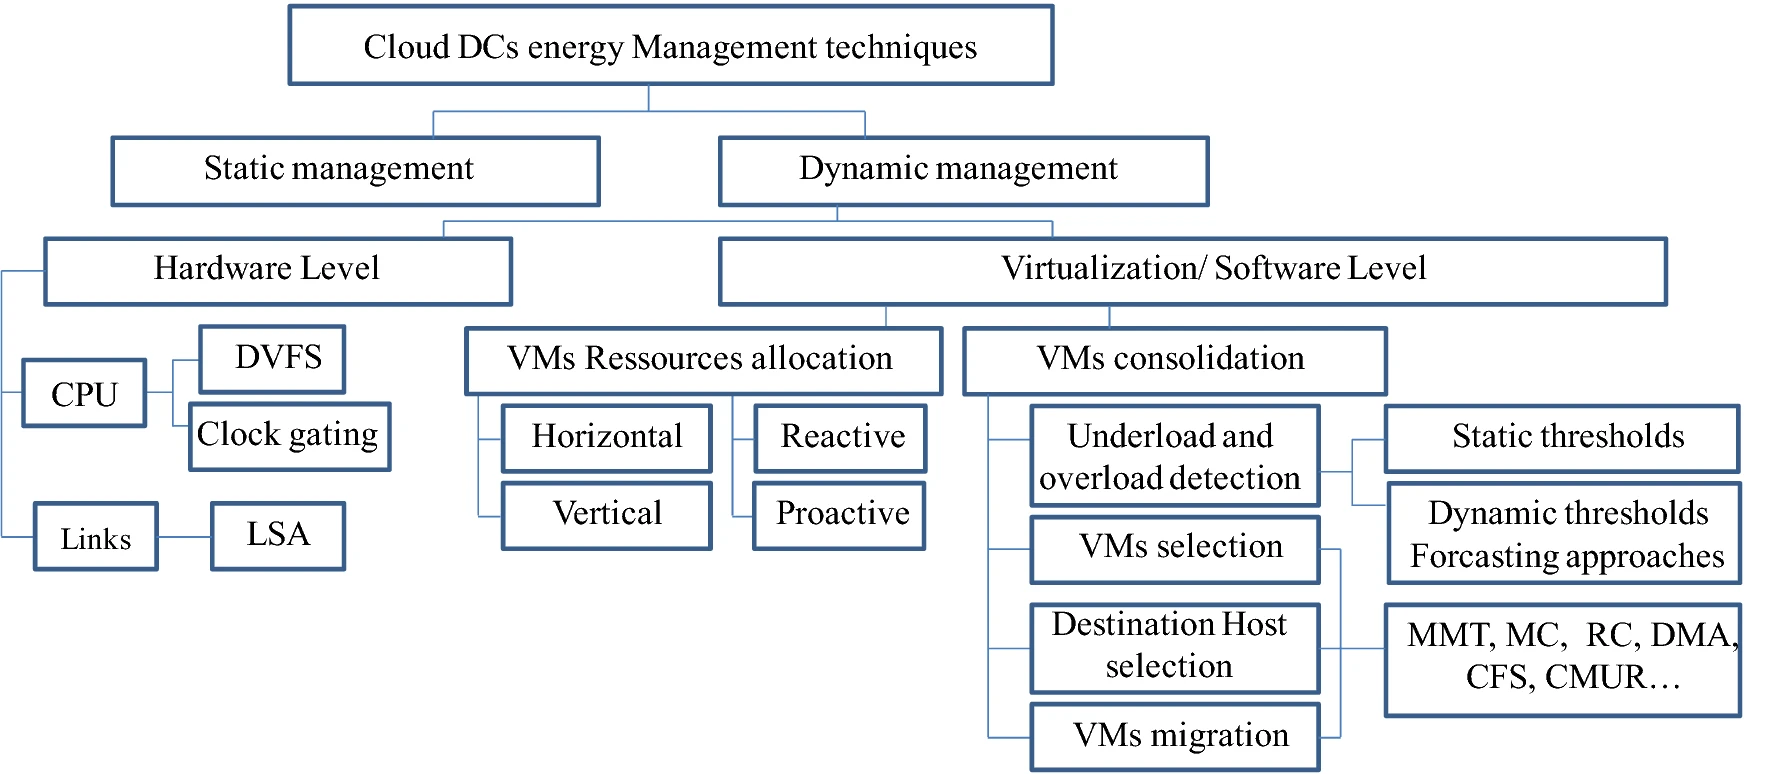 Cloud DCs energy Management techniques
Static management
Dynamic management
Hardware Level
Virtualization/ Software Level
CPU
DVFS
Clock gating
Links
LSA
VMs Ressources allocation
Horizontal
Vertical
Reactive
Proactive
VMs consolidation
Underload and
overload detection
Static thresholds
Dynamic thresholds
Forcasting approaches
VMs selection
Destination Host
selection
VMs migration
MMT, MC, RC, DMA,
CFS, CMUR…